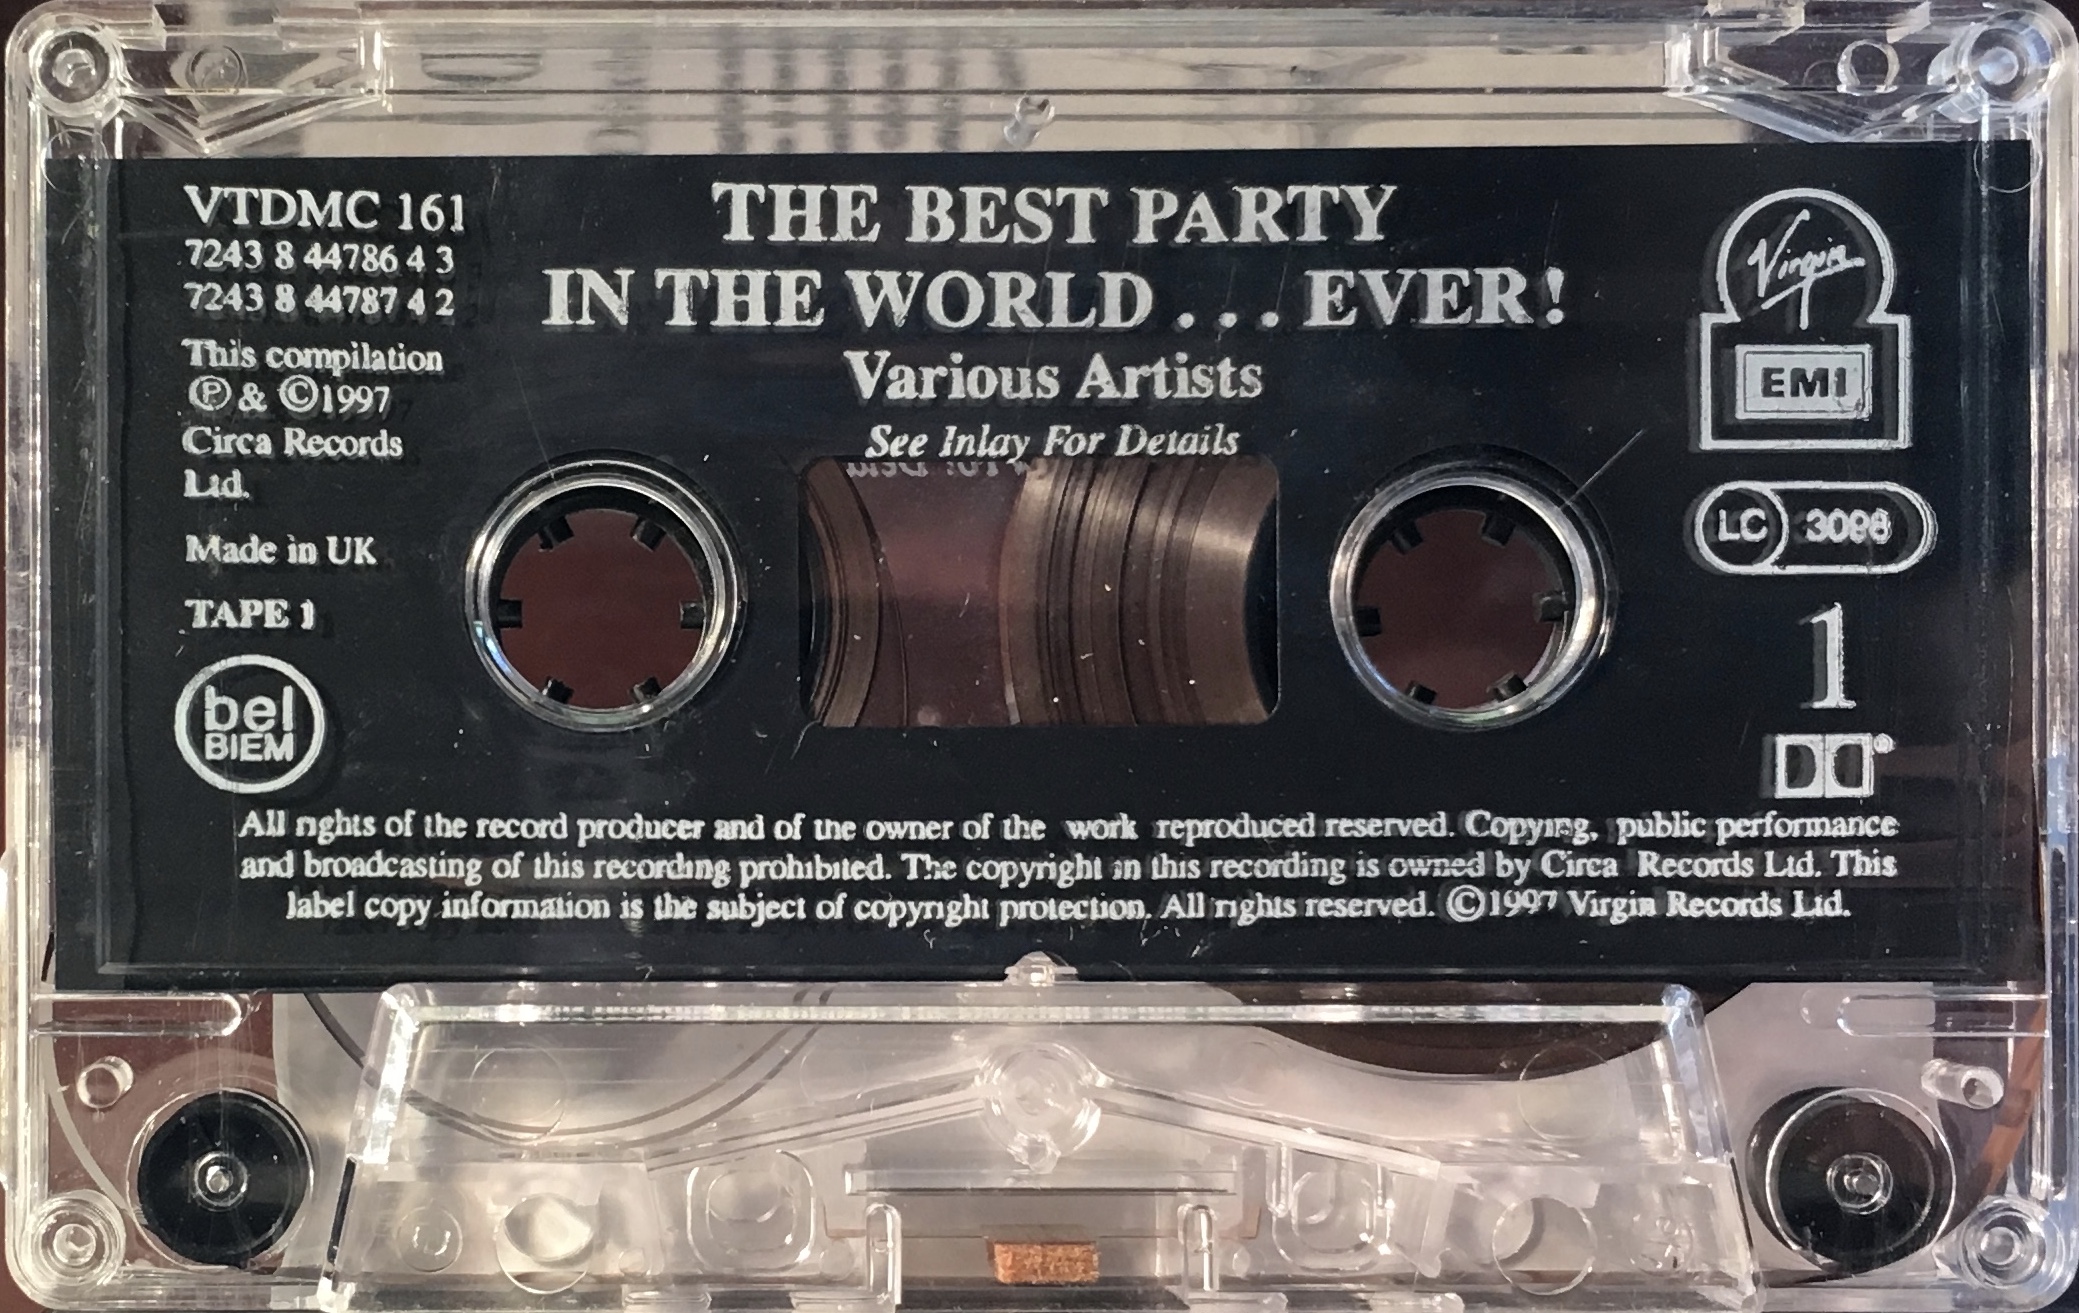 VTDMC 161
7243 8 44786 4 3
7243 8 44787 4 2
This compilation
Ⓟ & ©1997
Circa Records
Ltd.
Made in UK
TAPE 1
bel
BIEM
THE BEST PARTY
IN THE WORLD . . . EVER!
Various Artists
See Inlay For Details
Virgin
EMI
LC 3098
1
All rights of the record producer and of the owner of the work reproduced reserved. Copying, public performance
and broadcasting of this recording prohibited. The copyright in this recording is owned by Circa Records Ltd. This
label copy information is the subject of copyright protection. All rights reserved. ©1997 Virgin Records Ltd.